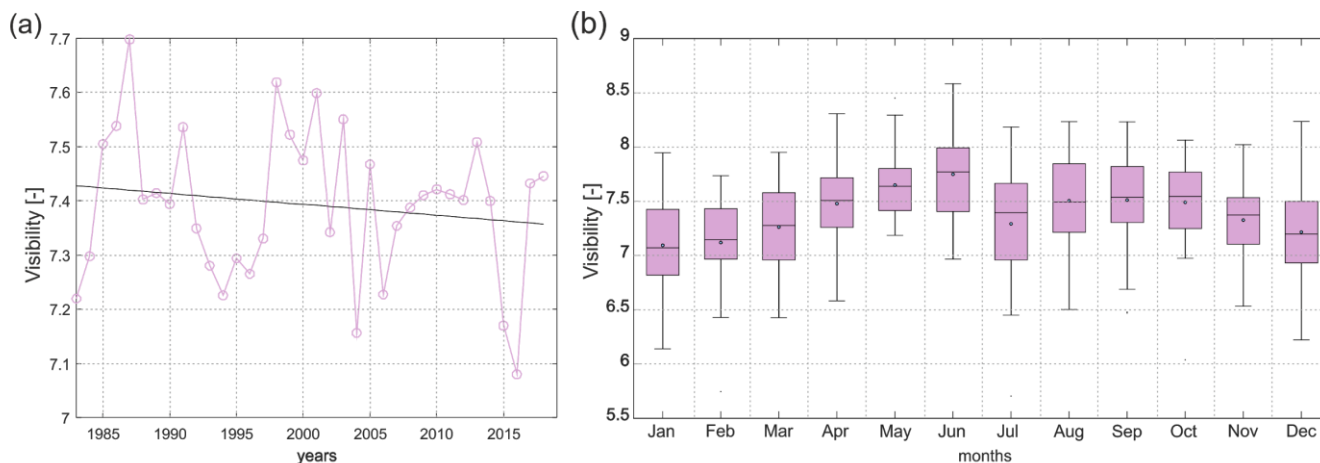 (a)
7.7
7.6
7.5
7.4
7.3
7.2
7.1
7
Visibility [-]
1985 1990 1995 2000 2005 2010 2015
years
(b)
9
8.5
8
7.5
7
6.5
6
5.5
Visibility [-]
Jan Feb Mar Apr May Jun Jul Aug Sep Oct Nov Dec
months